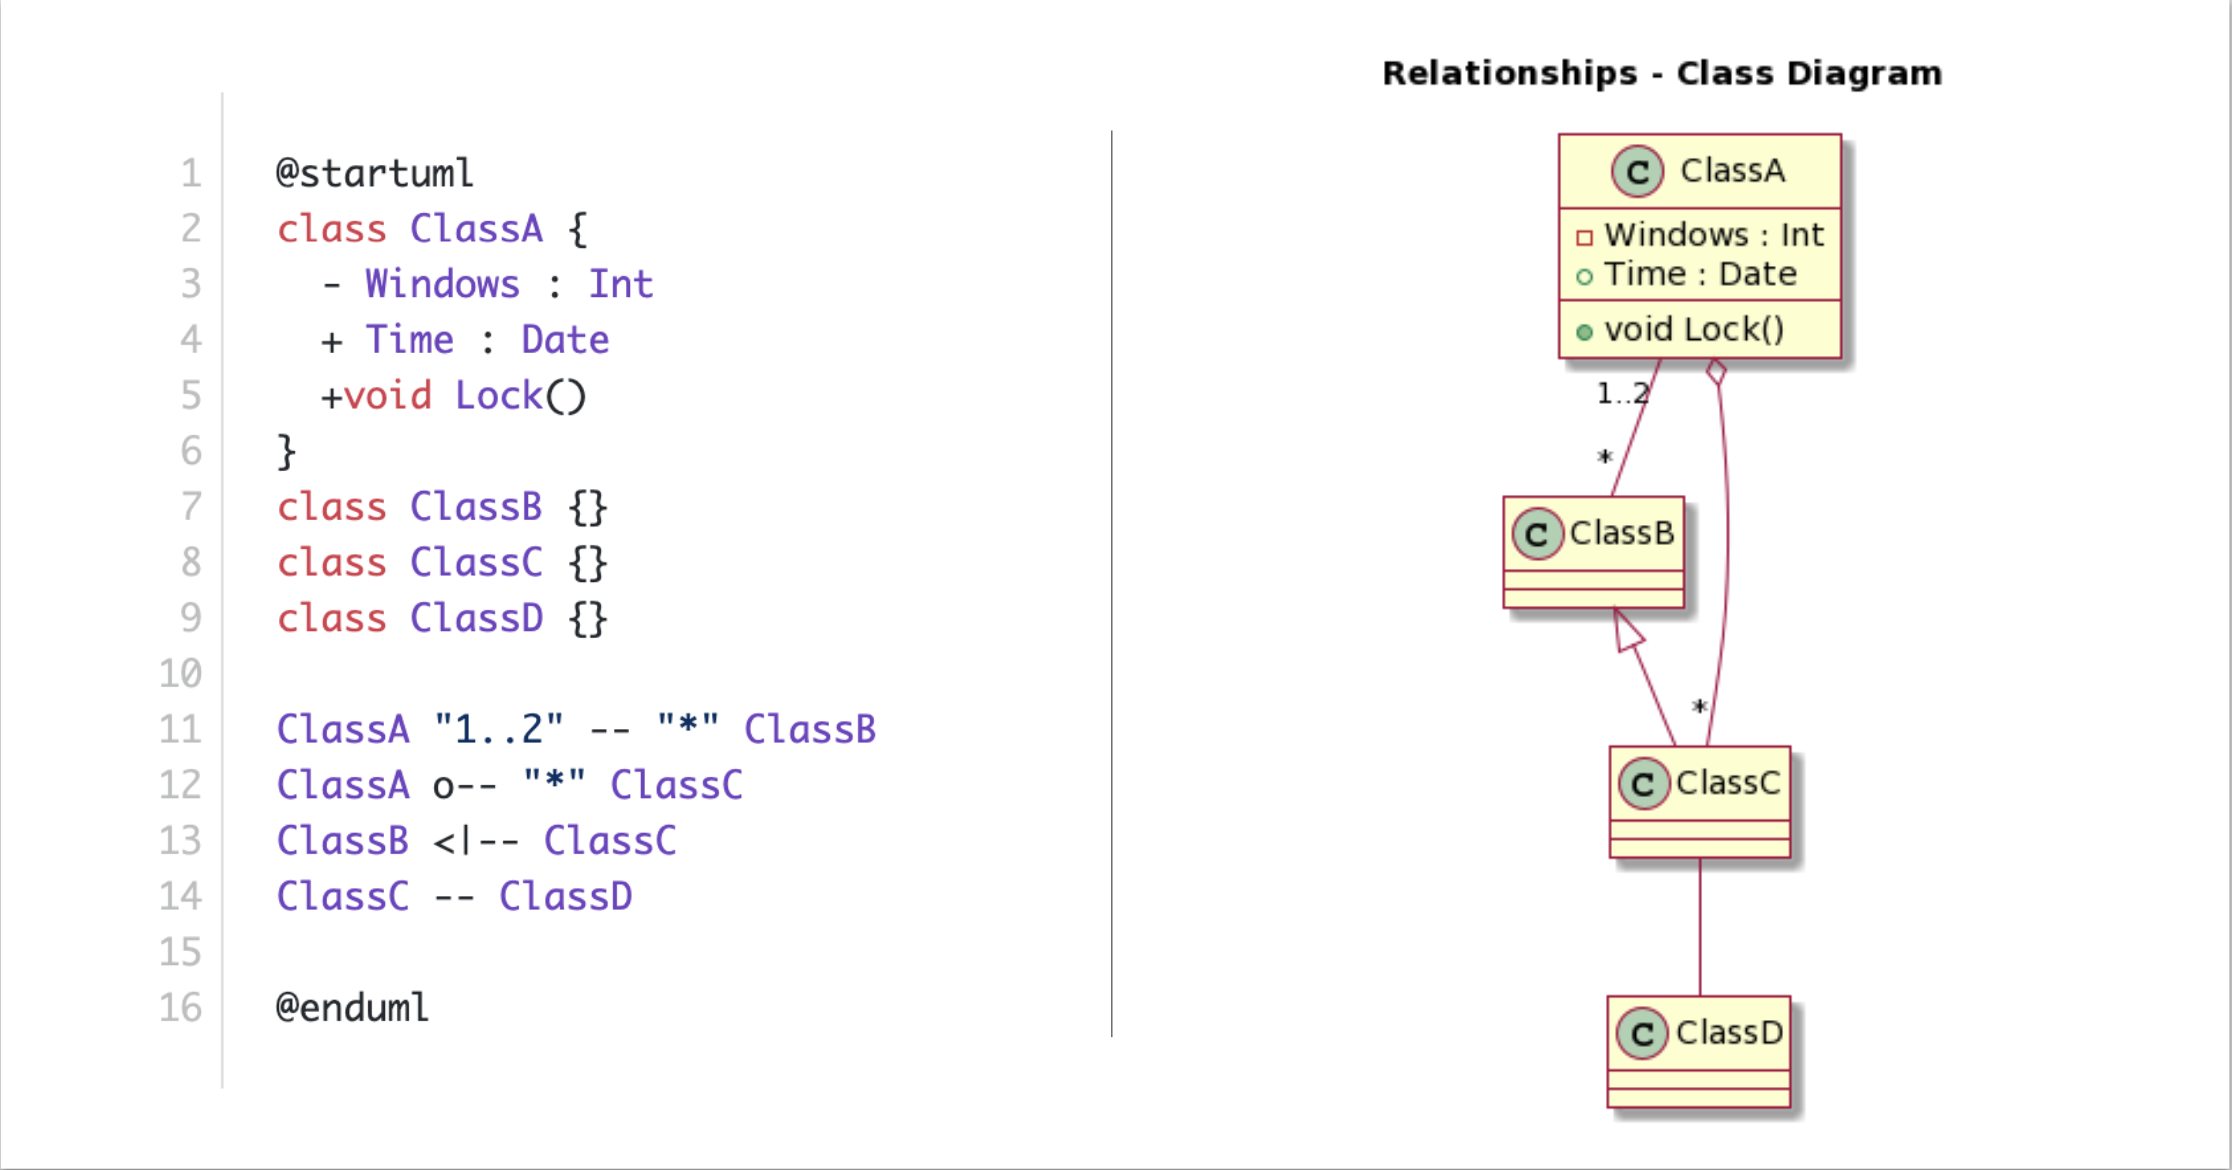 1 @startuml
2 class ClassA {
3 - Windows : Int
4 + Time : Date
5 +void Lock()
6 }
7 class ClassB {}
8 class ClassC {}
9 class ClassD {}
10
11 ClassA "1..2" -- "*" ClassB
12 ClassA o-- "*" ClassC
13 ClassB <|-- ClassC
14 ClassC -- ClassD
15
16 @enduml
Relationships - Class Diagram
C ClassA
Windows : Int
Time : Date
void Lock()
1..2
*
C ClassB
*
C ClassC
C ClassD